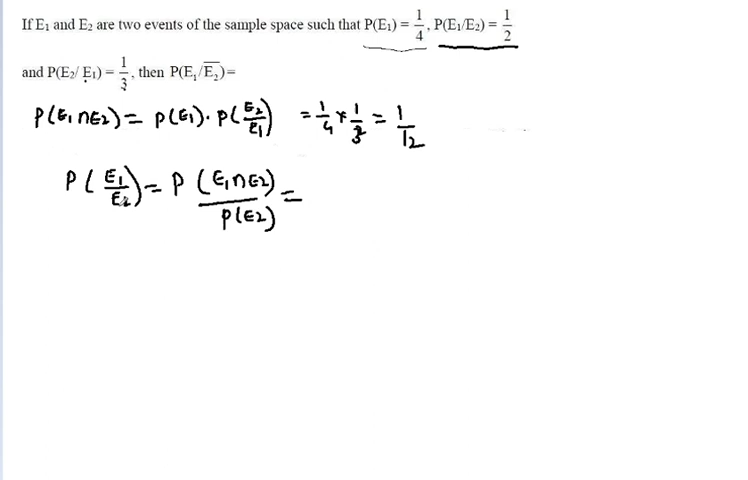 If E₁ and E₂ are two events of the sample space such that P(E₁) = 1/4, P(E₁/E₂) = 1/2
and P(E₂/ E₁) = 1/3, then P(E₁/E̅₂)=
P(E₁∩E₂) = P(E₁)·P(E₂/E₁) = 1/4 × 1/3 = 1/12
P(E₁/E₂) = P(E₁∩E₂)/P(E₂) =